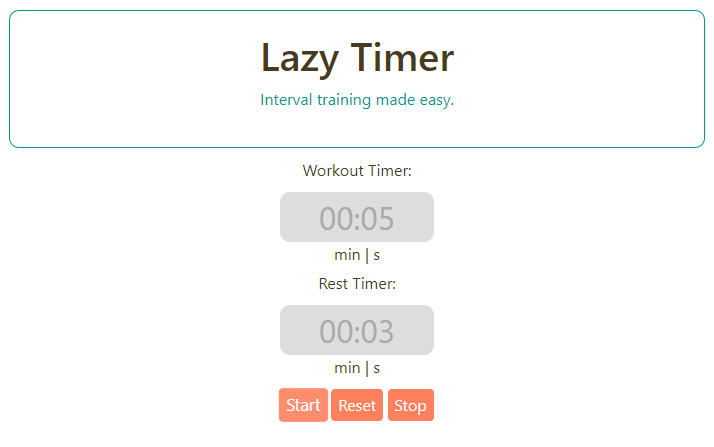 Lazy Timer
Interval training made easy.
Workout Timer:
00:05
min | s
Rest Timer:
00:03
min | s
Start Reset Stop